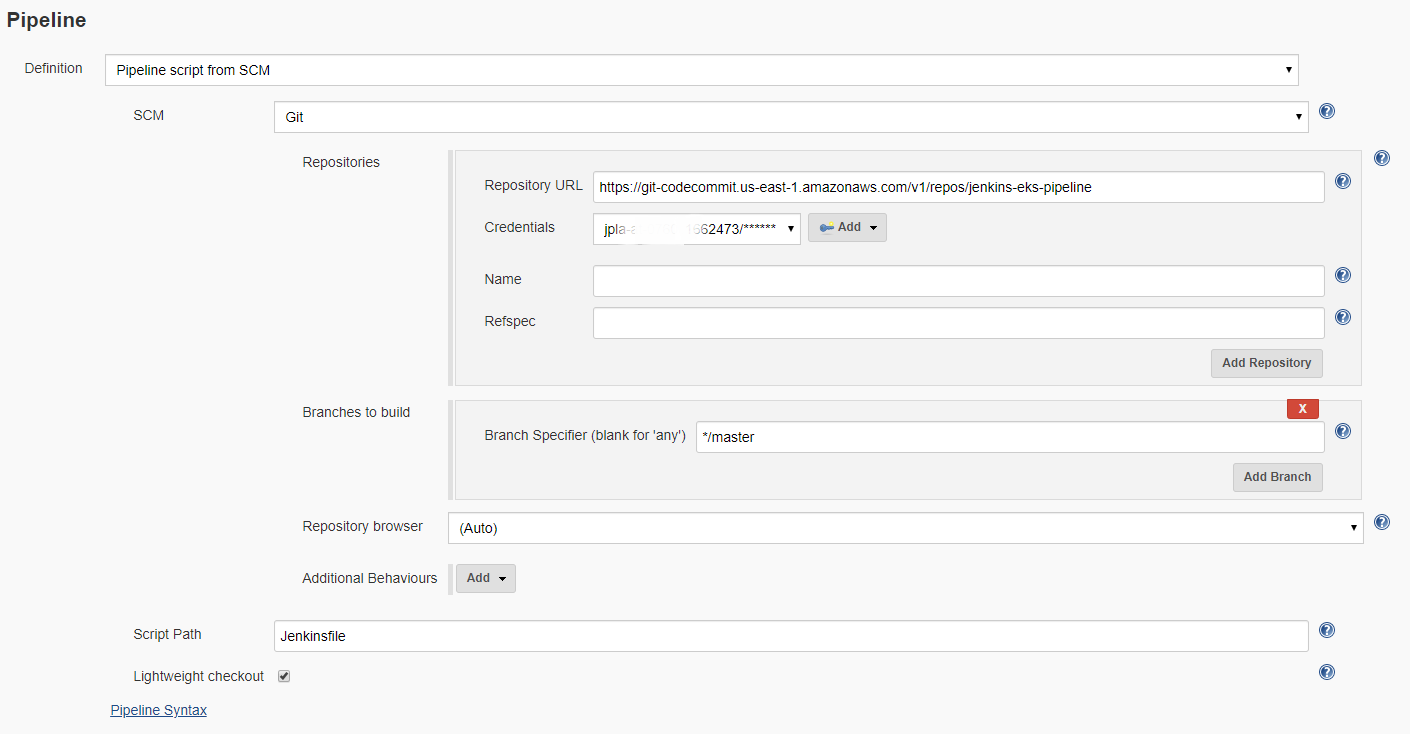 Pipeline
Definition Pipeline script from SCM
SCM Git
Repositories
Repository URL https://git-codecommit.us-east-1.amazonaws.com/v1/repos/jenkins-eks-pipeline
Credentials jpla- 662473/****** Add
Name
Refspec
Add Repository
Branches to build
X
Branch Specifier (blank for 'any') */master
Add Branch
Repository browser (Auto)
Additional Behaviours Add
Script Path Jenkinsfile
Lightweight checkout
Pipeline Syntax